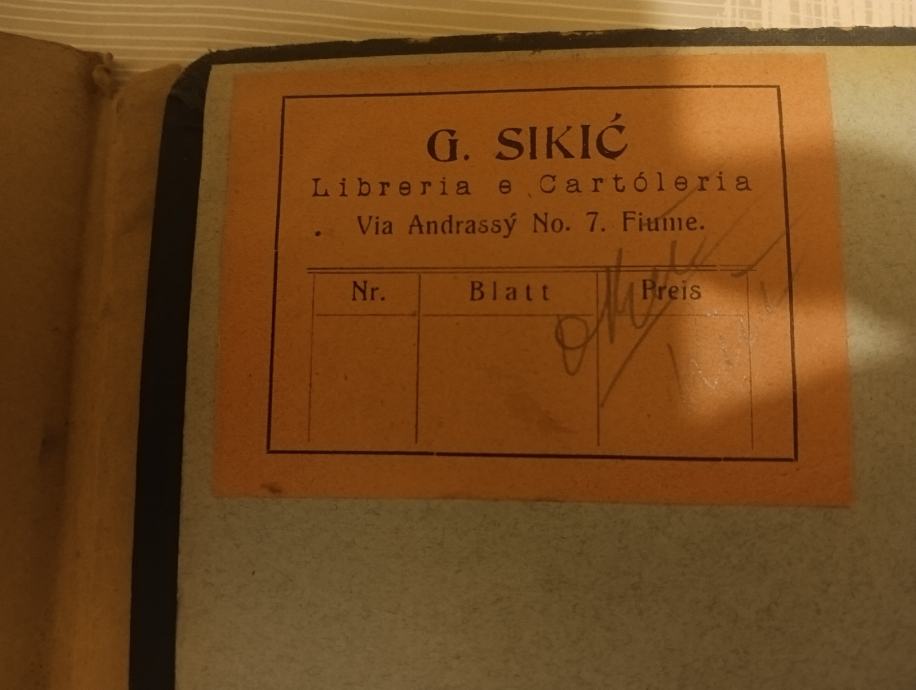 G. SIKIĆ
Libreria e Cartóleria
Via Andrassý No. 7. Fiume.
Nr. Blatt Preis